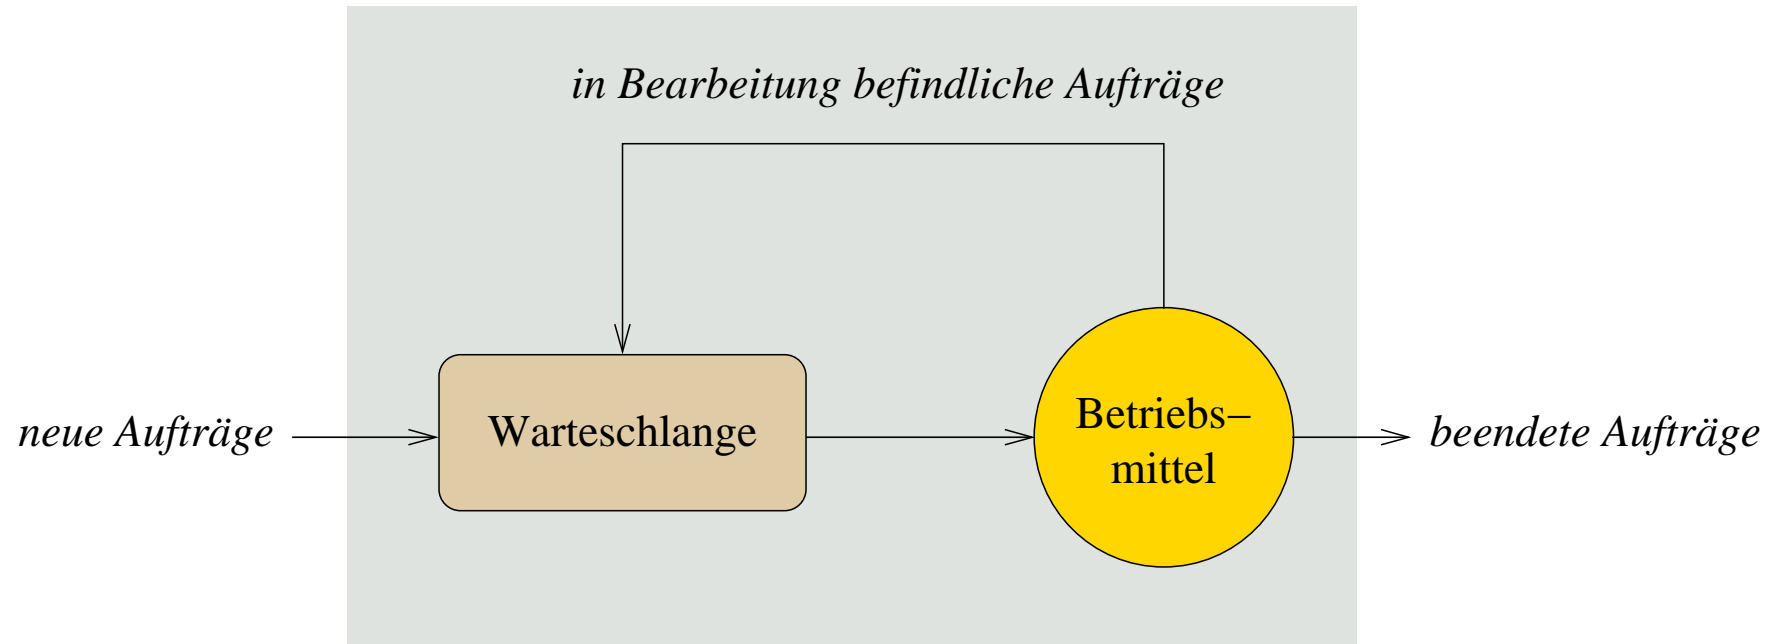 in Bearbeitung befindliche Aufträge
neue Aufträge
Warteschlange
Betriebs−
mittel
beendete Aufträge